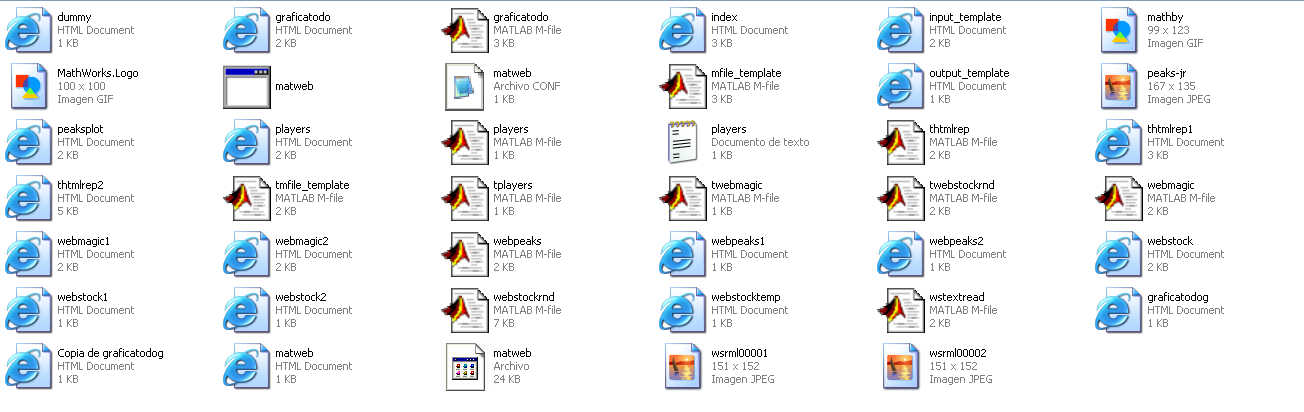 dummy
HTML Document
1 KB
graficatodo
HTML Document
2 KB
graficatodo
MATLAB M-file
3 KB
index
HTML Document
3 KB
input_template
HTML Document
2 KB
mathby
99 x 123
Imagen GIF
MathWorks.Logo
100 x 100
Imagen GIF
matweb
matweb
Archivo CONF
1 KB
mfile_template
MATLAB M-file
3 KB
output_template
HTML Document
1 KB
peaks-jr
167 x 135
Imagen JPEG
peaksplot
HTML Document
2 KB
players
HTML Document
2 KB
players
MATLAB M-file
1 KB
players
Documento de texto
1 KB
thtmlrep
MATLAB M-file
2 KB
thtmlrep1
HTML Document
3 KB
thtmlrep2
HTML Document
5 KB
tmfile_template
MATLAB M-file
2 KB
tplayers
MATLAB M-file
1 KB
twebmagic
MATLAB M-file
1 KB
twebstockrnd
MATLAB M-file
2 KB
webmagic
MATLAB M-file
2 KB
webmagic1
HTML Document
2 KB
webmagic2
HTML Document
2 KB
webpeaks
MATLAB M-file
2 KB
webpeaks1
HTML Document
1 KB
webpeaks2
HTML Document
1 KB
webstock
HTML Document
2 KB
webstock1
HTML Document
1 KB
webstock2
HTML Document
1 KB
webstockrnd
MATLAB M-file
7 KB
webstocktemp
HTML Document
1 KB
wstextread
MATLAB M-file
2 KB
graficatodog
HTML Document
1 KB
Copia de graficatodog
HTML Document
1 KB
matweb
HTML Document
1 KB
matweb
Archivo
24 KB
wsrml00001
151 x 152
Imagen JPEG
wsrml00002
151 x 152
Imagen JPEG